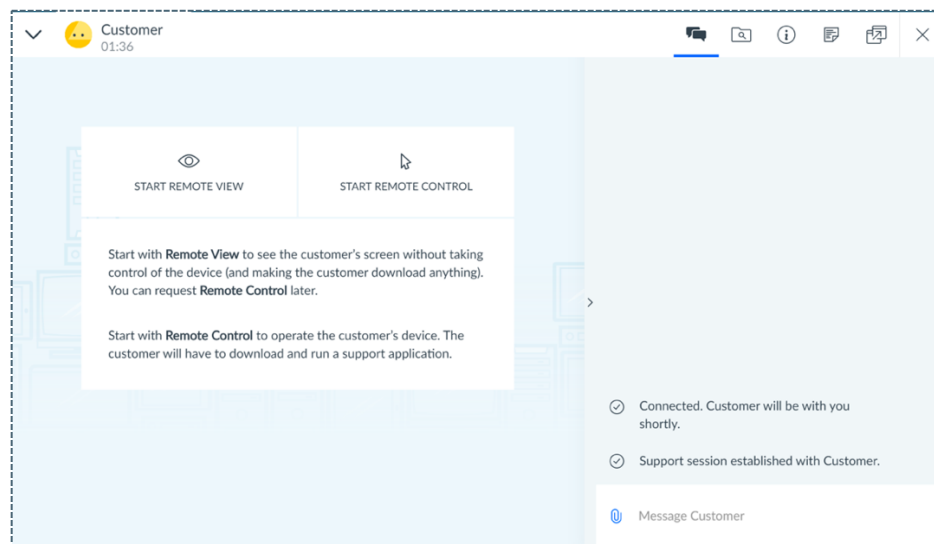 Customer
01:36
START REMOTE VIEW
START REMOTE CONTROL
Start with Remote View to see the customer's screen without taking
control of the device (and making the customer download anything).
You can request Remote Control later.
Start with Remote Control to operate the customer's device. The
customer will have to download and run a support application.
Connected. Customer will be with you
shortly.
Support session established with Customer.
Message Customer